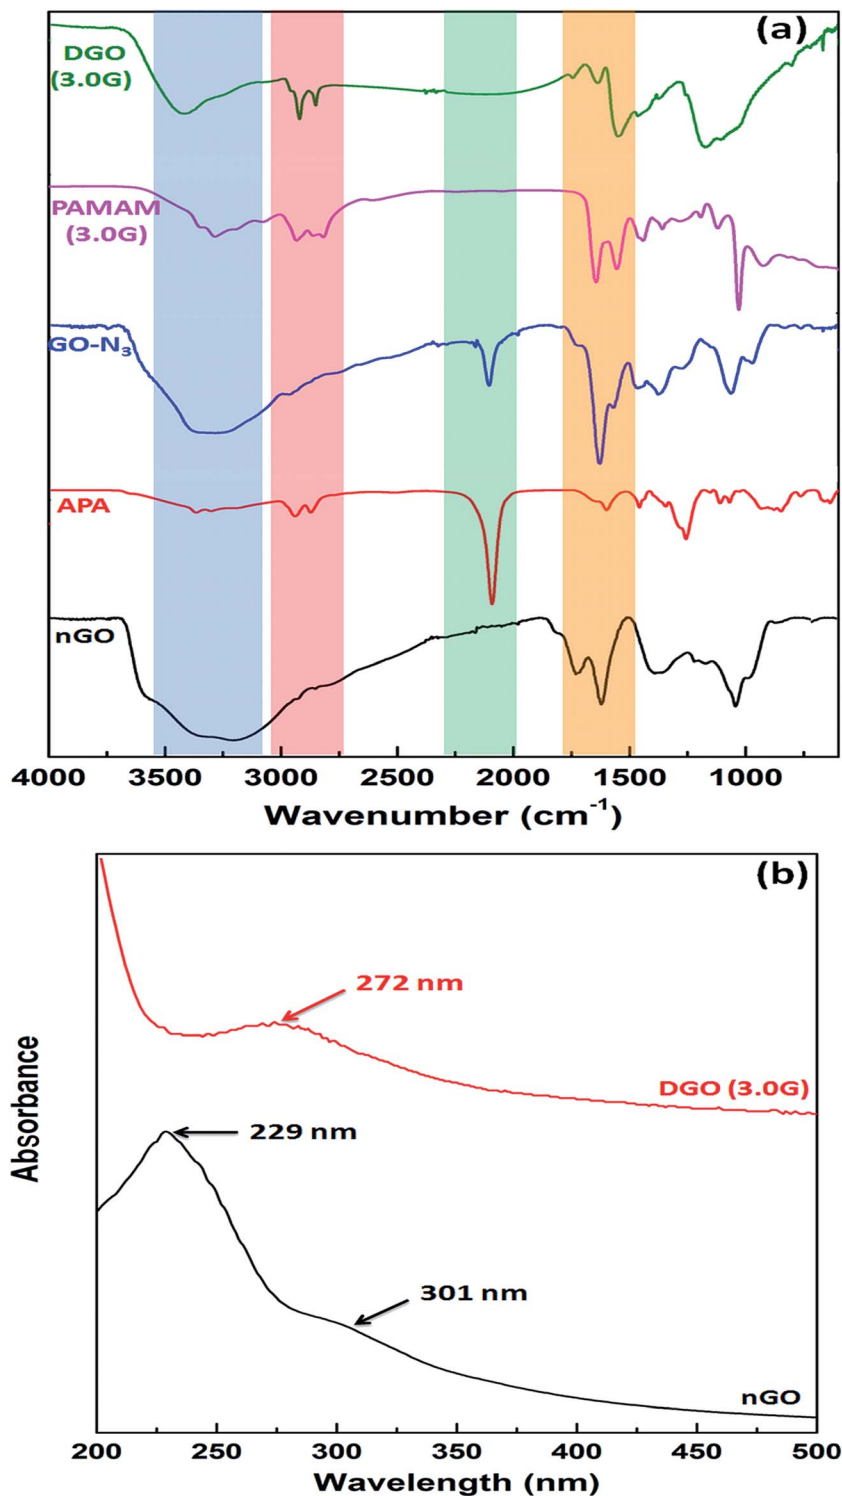 (a)
DGO
(3.0G)
PAMAM
(3.0G)
GO-N₃
APA
nGO
4000 3500 3000 2500 2000 1500 1000
Wavenumber (cm⁻¹)
(b)
272 nm
DGO (3.0G)
229 nm
301 nm
nGO
Absorbance
200 250 300 350 400 450 500
Wavelength (nm)